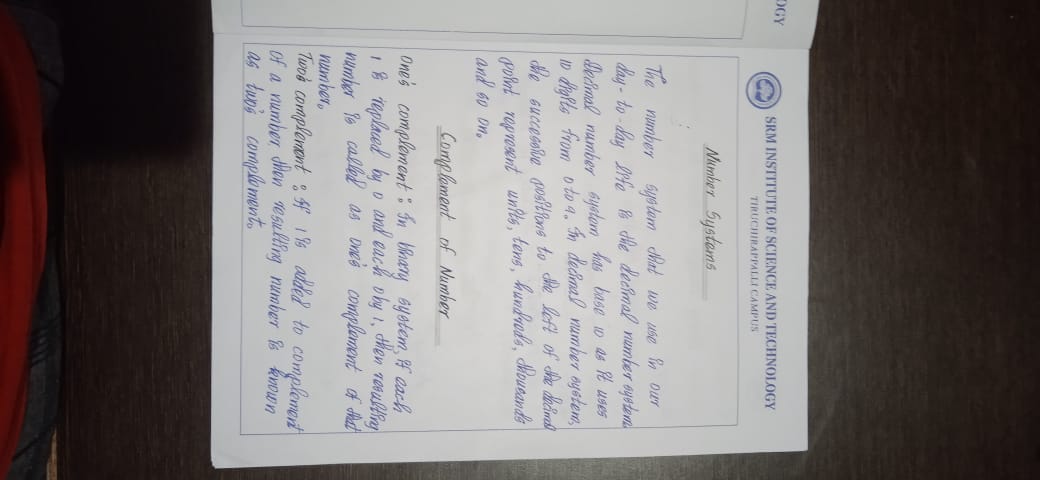 OGY
SRM INSTITUTE OF SCIENCE AND TECHNOLOGY
TIRUCHIRAPPALLI CAMPUS
Number Systems
The number system that we use in our
day-to-day life is the decimal number system.
Decimal number system has base 10 as it uses
10 digits from 0 to 9. In decimal number system,
the successive positions to the left of the decimal
point represent units, tens, hundreds, thousands
and so on.
Complement of Number
One's complement : In binary system, if each
1 is replaced by 0 and each 0 by 1, then resulting
number is called as one's complement of that
number.
Two's complement : If 1 is added to complement
of a number then resulting number is known
as two's complement.